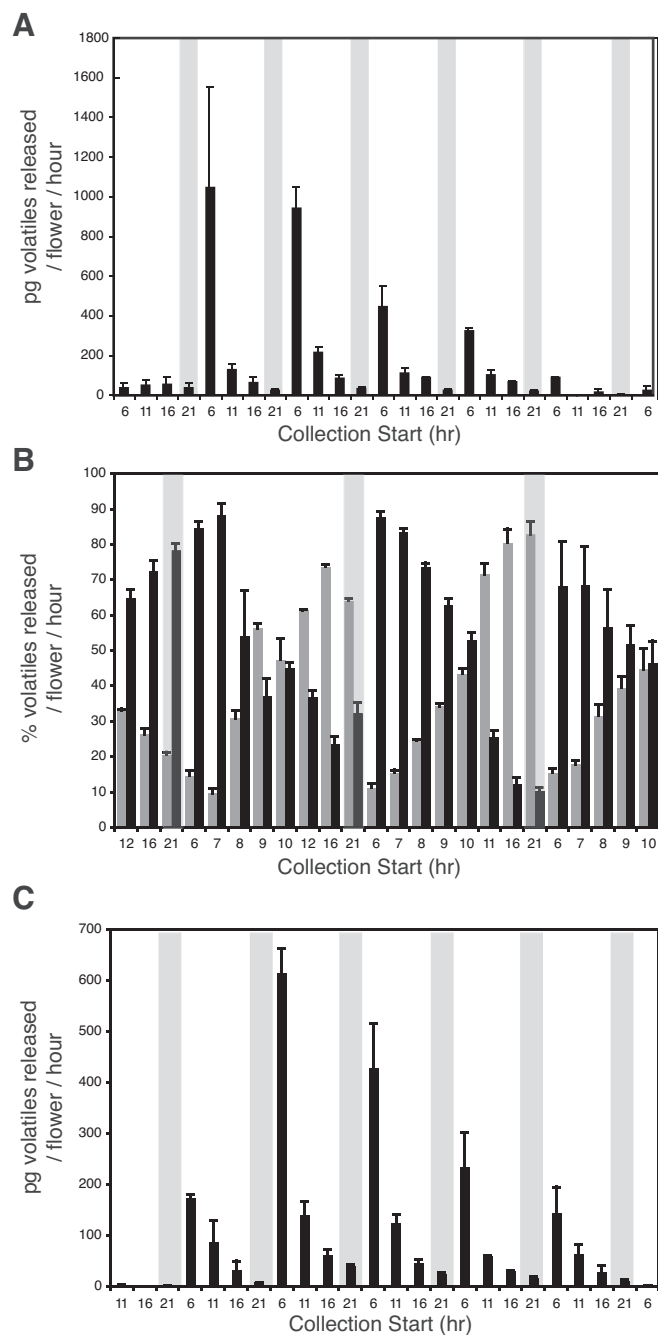 A
pg volatiles released
/ flower / hour
1800
1600
1400
1200
1000
800
600
400
200
0
6 11 16 21 6 11 16 21 6 11 16 21 6 11 16 21 6 11 16 21 6 11 16 21 6
Collection Start (hr)
B
% volatiles released
/ flower / hour
100
90
80
70
60
50
40
30
20
10
0
12 16 21 6 7 8 9 10 12 16 21 6 7 8 9 10 11 16 21 6 7 8 9 10
Collection Start (hr)
C
pg volatiles released
/ flower / hour
700
600
500
400
300
200
100
0
11 16 21 6 11 16 21 6 11 16 21 6 11 16 21 6 11 16 21 6 11 16 21 6
Collection Start (hr)